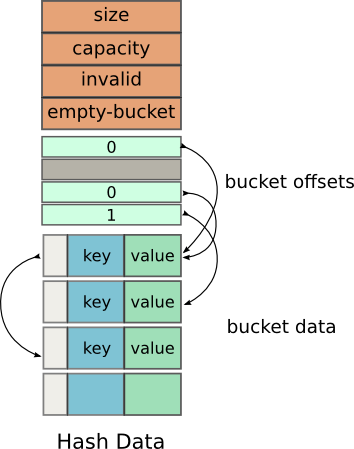 size
capacity
invalid
empty-bucket
0
0
1
bucket offsets
key value
key value
key value
bucket data
Hash Data